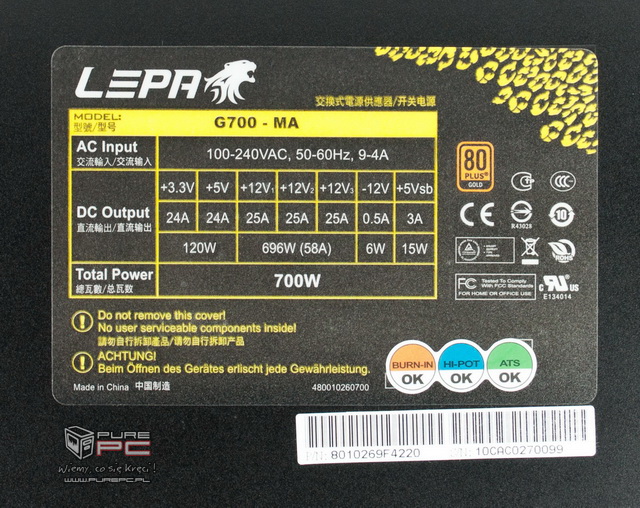 LEPA
交換式電源供應器/开关电源
MODEL:
型號/型号
G700 - MA
AC Input
交流輸入/交流输入
100-240VAC, 50-60Hz, 9-4A
DC Output
直流輸出/直流输出
+3.3V +5V +12V1 +12V2 +12V3 -12V +5Vsb
24A 24A 25A 25A 25A 0.5A 3A
120W 696W (58A) 6W 15W
Total Power
總瓦數/总瓦数
700W
80
PLUS®
GOLD
CCC
CE
R43028
10
RoHS
FC Tested To Comply
With FCC Standards
FOR HOME OR OFFICE USE
c UL US
E134014
Do not remove this cover!
No user serviceable components inside!
請勿自行拆卸產品/请勿自行拆卸产品
ACHTUNG!
Beim Öffnen des Gerätes erlischt jede Gewährleistung.
Made in China 中国制造
480010260700
BURN-IN
OK
HI-POT
OK
ATS
OK
P/N: 8010269F4220 S/N: 10CAC0270099
PURE
PC
Wiemy, co się kręci!
WWW.PUREPC.PL